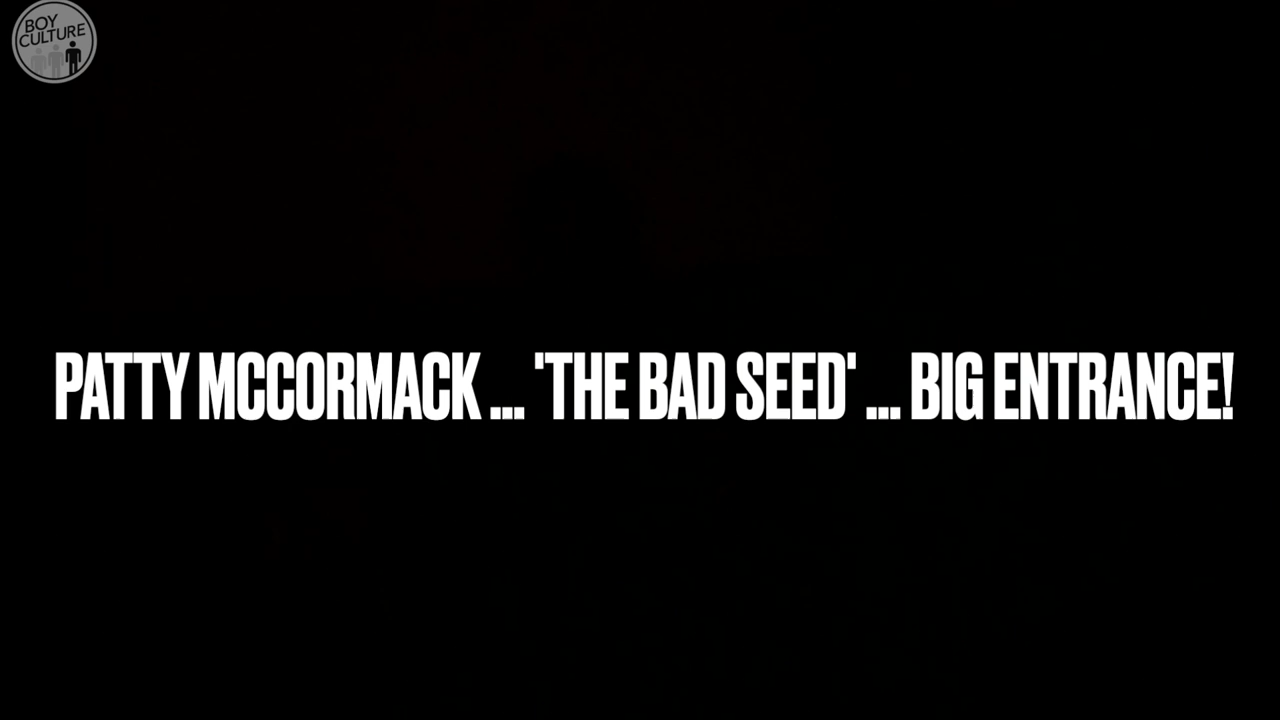 BOY
CULTURE
PATTY MCCORMACK ... 'THE BAD SEED' ... BIG ENTRANCE!